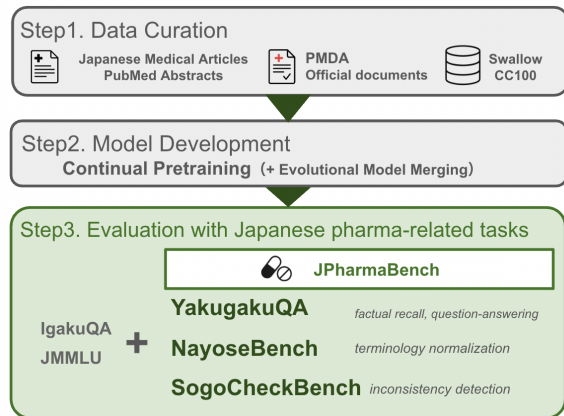 Step1. Data Curation
Japanese Medical Articles
PubMed Abstracts
PMDA
Official documents
Swallow
CC100
Step2. Model Development
Continual Pretraining (+ Evolutional Model Merging)
Step3. Evaluation with Japanese pharma-related tasks
JPharmaBench
IgakuQA
JMMLU
+
YakugakuQA factual recall, question-answering
NayoseBench terminology normalization
SogoCheckBench inconsistency detection